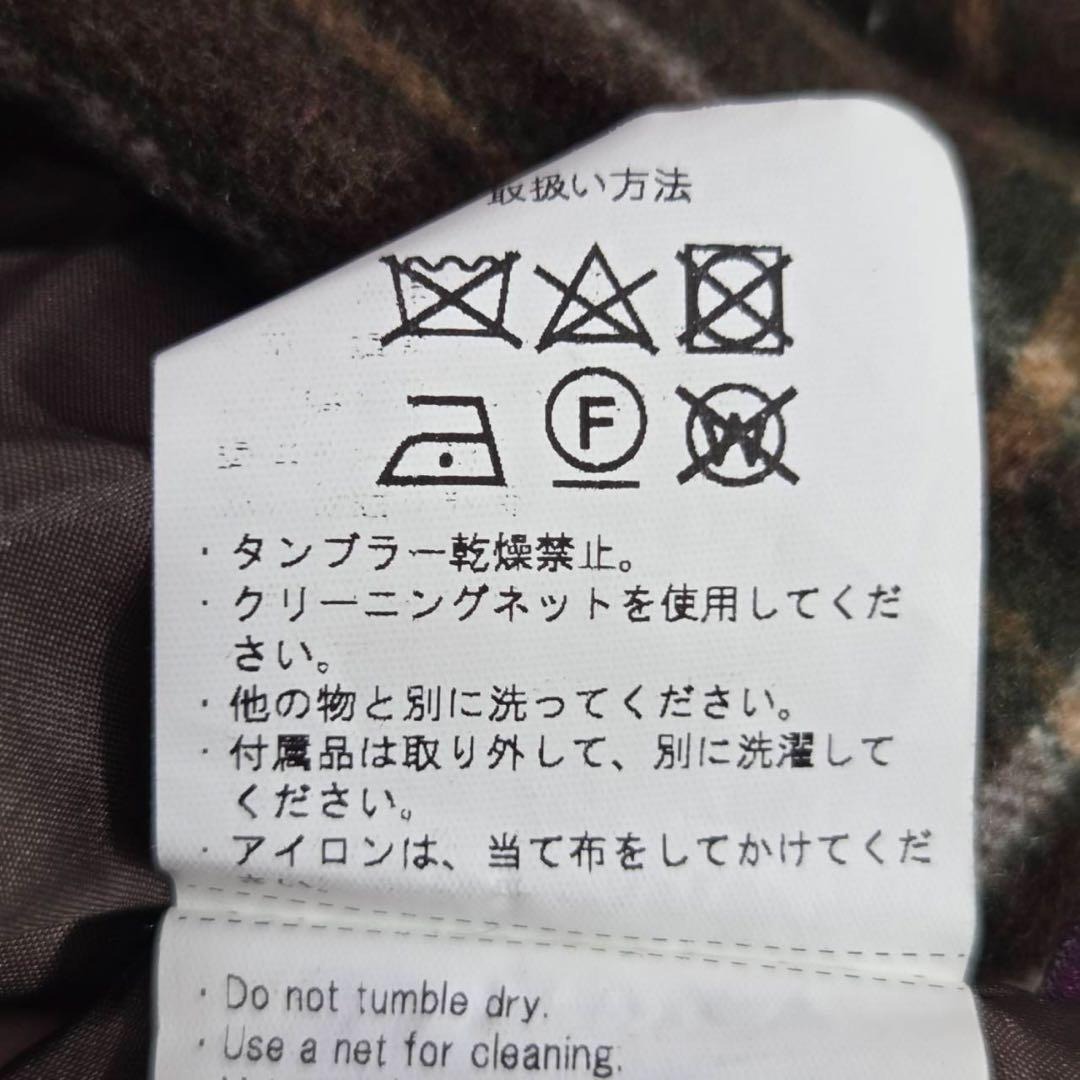 取扱い方法
F
W
・タンブラー乾燥禁止。
・クリーニングネットを使用してくだ
さい。
・他の物と別に洗ってください。
・付属品は取り外して、別に洗濯して
ください。
・アイロンは、当て布をしてかけてくだ
さい。
・Do not tumble dry.
・Use a net for cleaning.